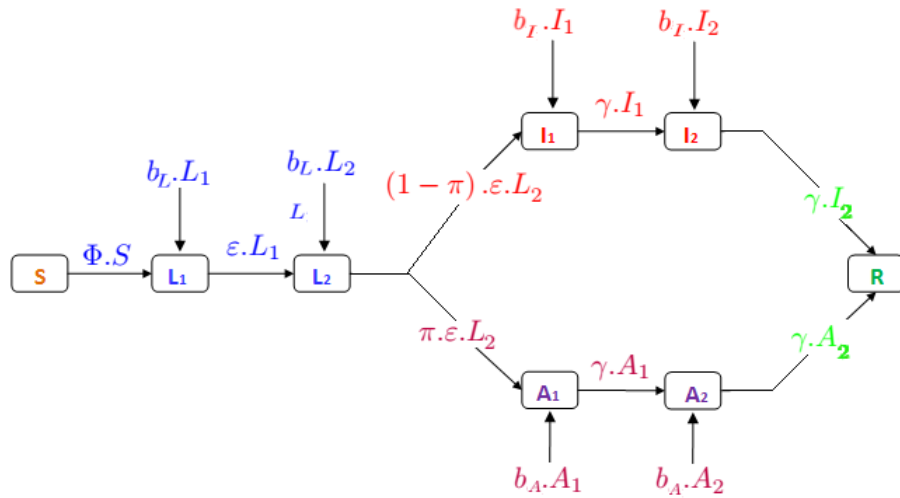 b_I.I_1
b_I.I_2
γ.I_1
I1
I2
b_L.L_1
b_L.L_2
(1 − π).ε.L_2
γ.I_2
L
Φ.S
ε.L_1
S
L1
L2
R
π.ε.L_2
γ.A_2
γ.A_1
A1
A2
b_A.A_1
b_A.A_2